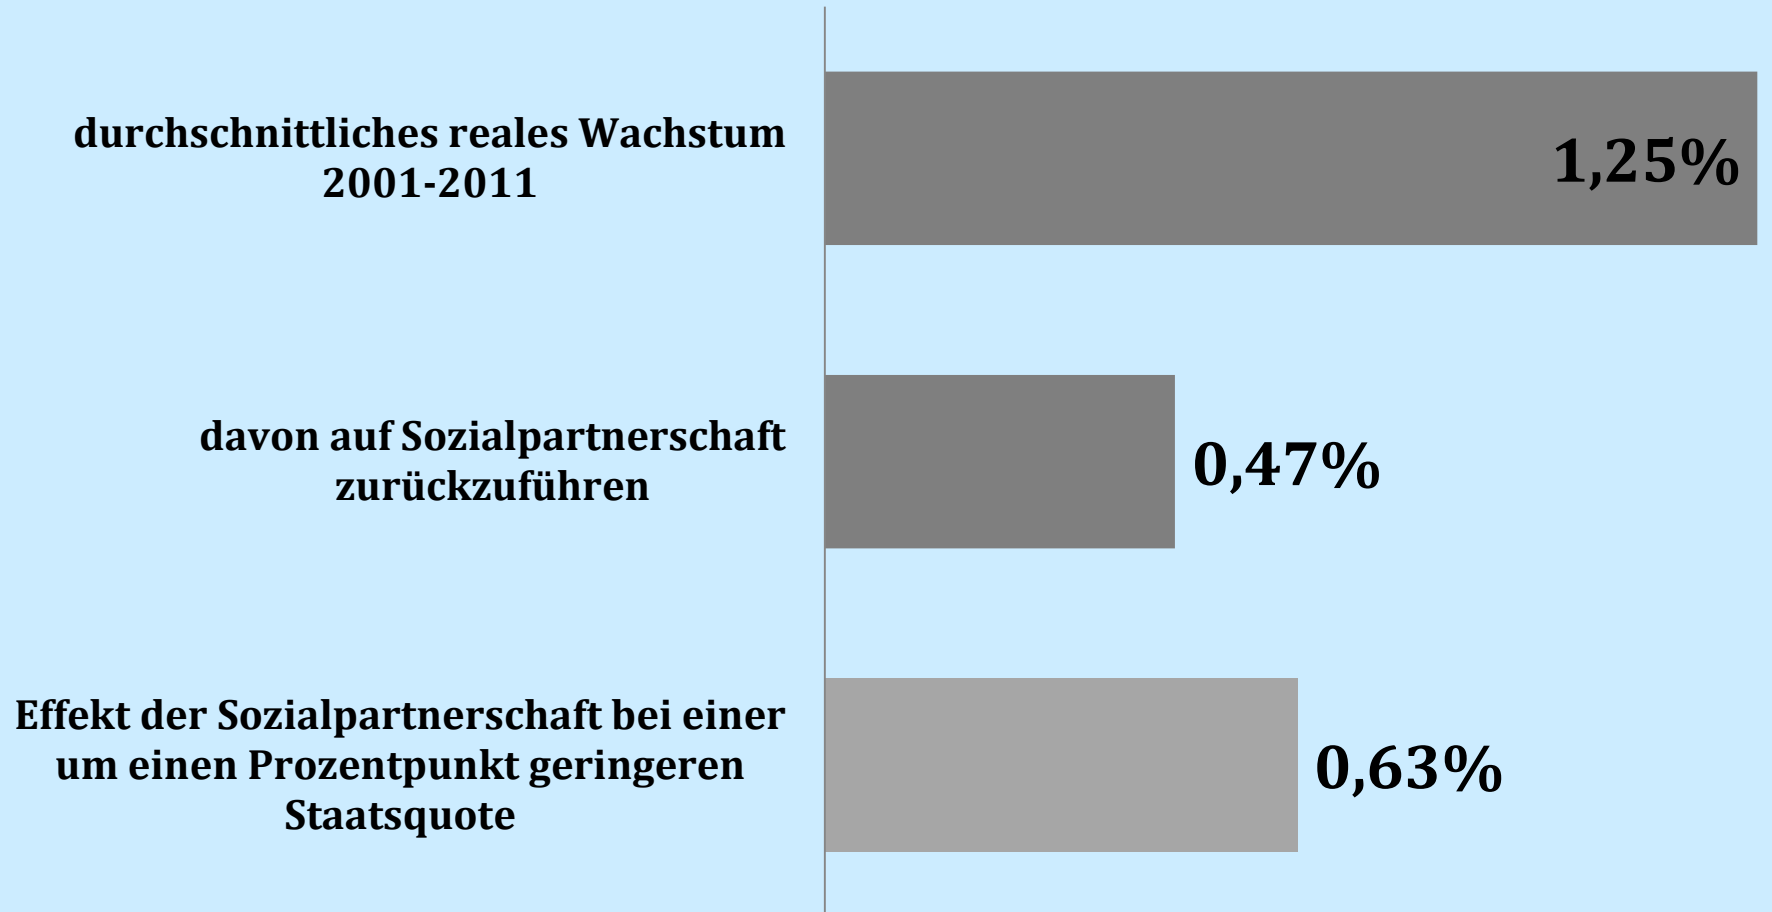 durchschnittliches reales Wachstum
2001-2011
1,25%
davon auf Sozialpartnerschaft
zurückzuführen
0,47%
Effekt der Sozialpartnerschaft bei einer
um einen Prozentpunkt geringeren
Staatsquote
0,63%